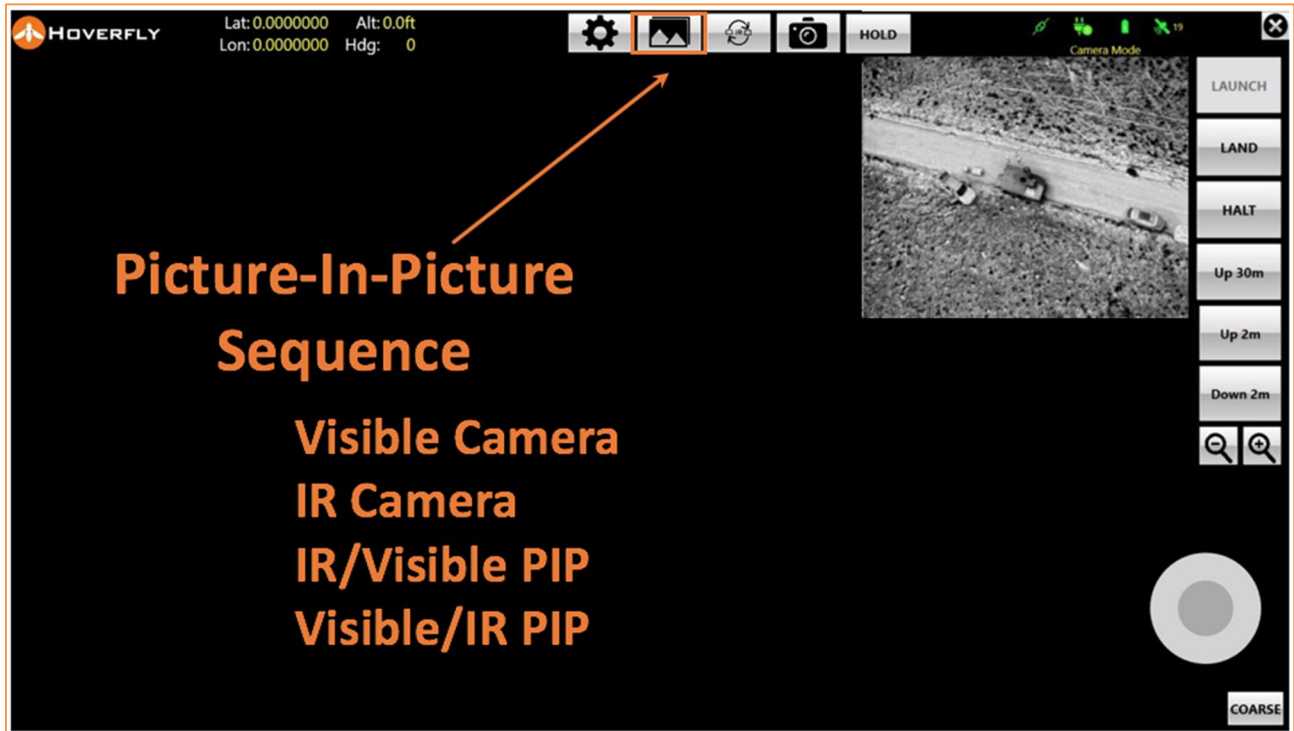 HOVERFLY
Lat: 0.0000000 Alt: 0.0ft
Lon: 0.0000000 Hdg: 0
IR
HOLD
19
Camera Mode
LAUNCH
LAND
HALT
Up 30m
Up 2m
Down 2m
Picture-In-Picture
Sequence
Visible Camera
IR Camera
IR/Visible PIP
Visible/IR PIP
COARSE